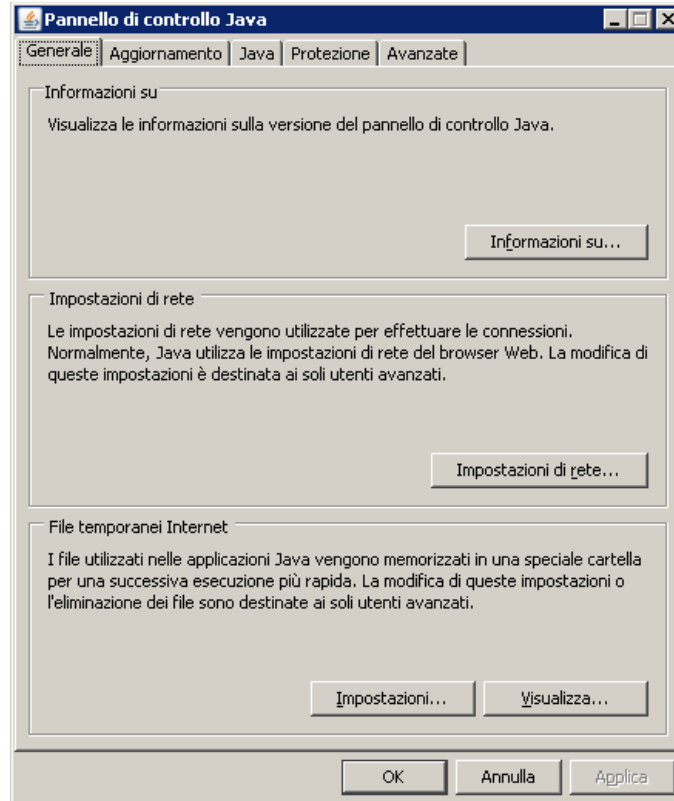 Pannello di controllo Java
Generale Aggiornamento Java Protezione Avanzate
Informazioni su
Visualizza le informazioni sulla versione del pannello di controllo Java.
Informazioni su...
Impostazioni di rete
Le impostazioni di rete vengono utilizzate per effettuare le connessioni.
Normalmente, Java utilizza le impostazioni di rete del browser Web. La modifica di
queste impostazioni è destinata ai soli utenti avanzati.
Impostazioni di rete...
File temporanei Internet
I file utilizzati nelle applicazioni Java vengono memorizzati in una speciale cartella
per una successiva esecuzione più rapida. La modifica di queste impostazioni o
l'eliminazione dei file sono destinate ai soli utenti avanzati.
Impostazioni... Visualizza...
OK Annulla Applica